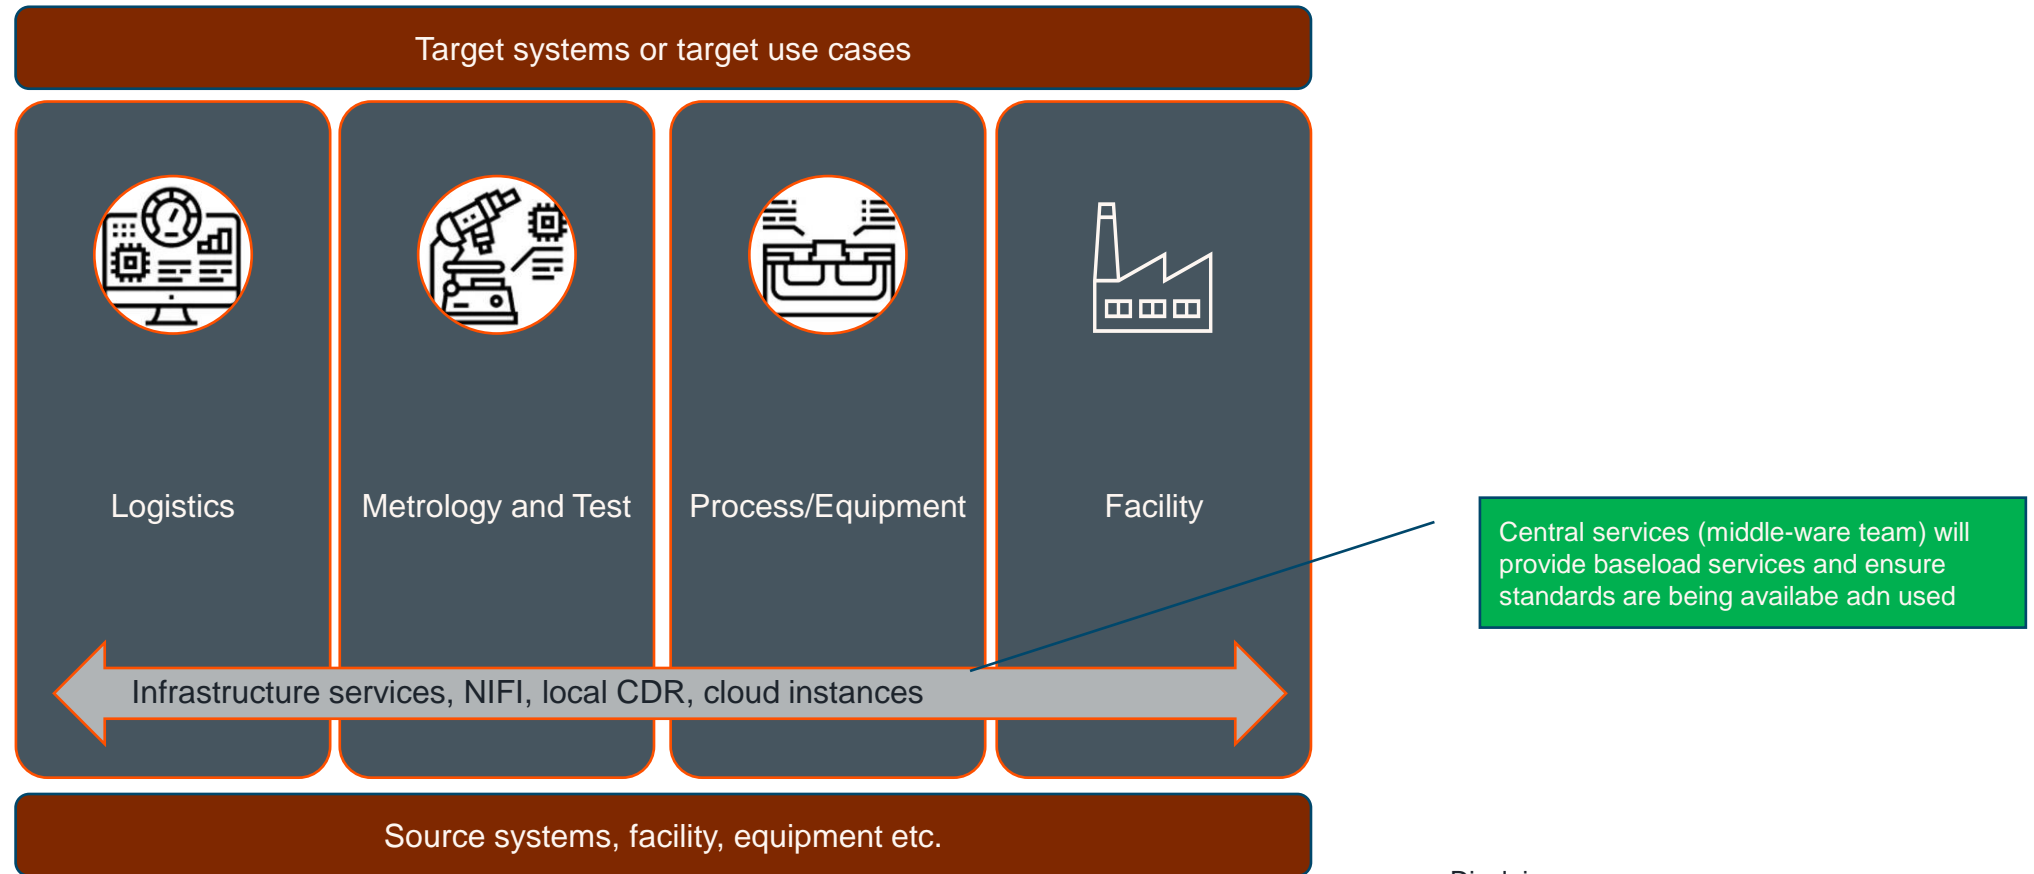 Target systems or target use cases
Logistics
Metrology and Test
Process/Equipment
Facility
Central services (middle-ware team) will
provide baseload services and ensure
standards are being availabe adn used
Infrastructure services, NIFI, local CDR, cloud instances
Source systems, facility, equipment etc.